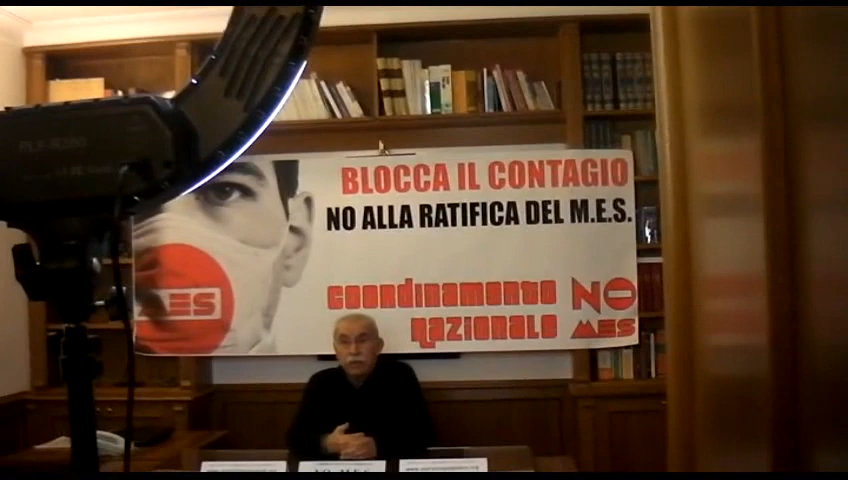 BLOCCA IL CONTAGIO
NO ALLA RATIFICA DEL M.E.S.
MES
COORDINAMENTO
NAZIONALE
NO
MES